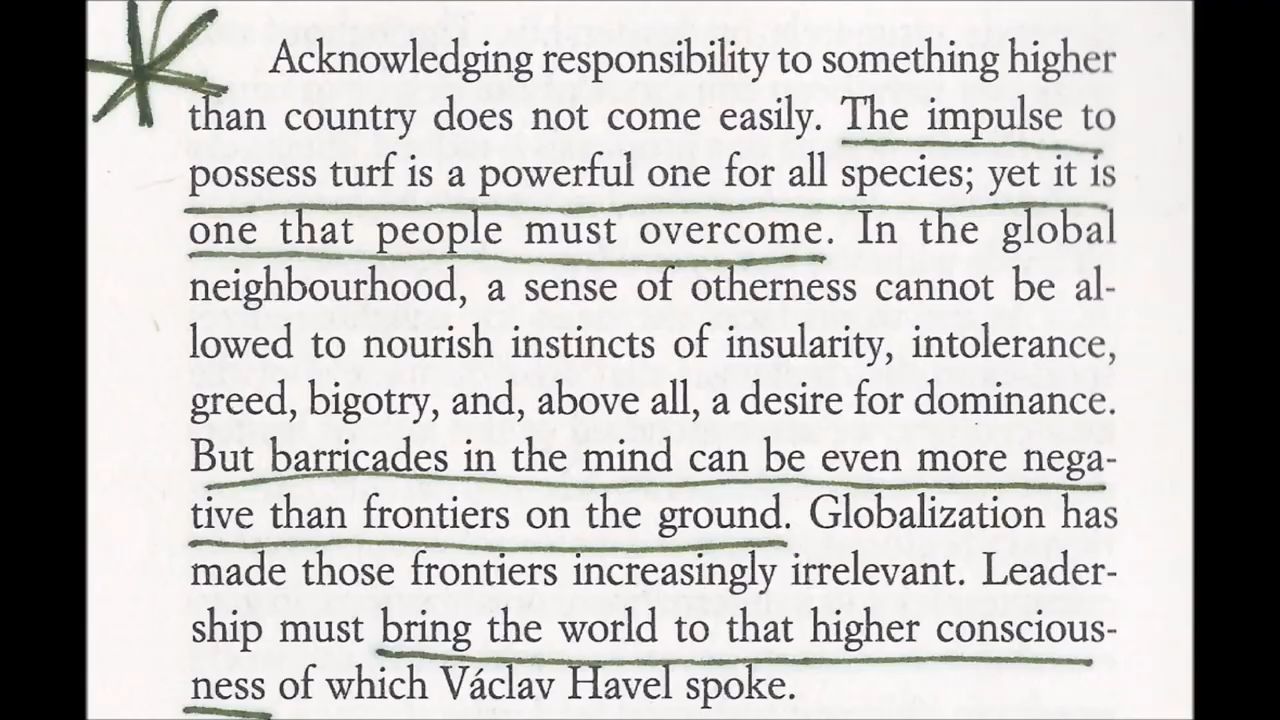 Acknowledging responsibility to something higher
than country does not come easily. The impulse to
possess turf is a powerful one for all species; yet it is
one that people must overcome. In the global
neighbourhood, a sense of otherness cannot be al-
lowed to nourish instincts of insularity, intolerance,
greed, bigotry, and, above all, a desire for dominance.
But barricades in the mind can be even more nega-
tive than frontiers on the ground. Globalization has
made those frontiers increasingly irrelevant. Leader-
ship must bring the world to that higher conscious-
ness of which Václav Havel spoke.